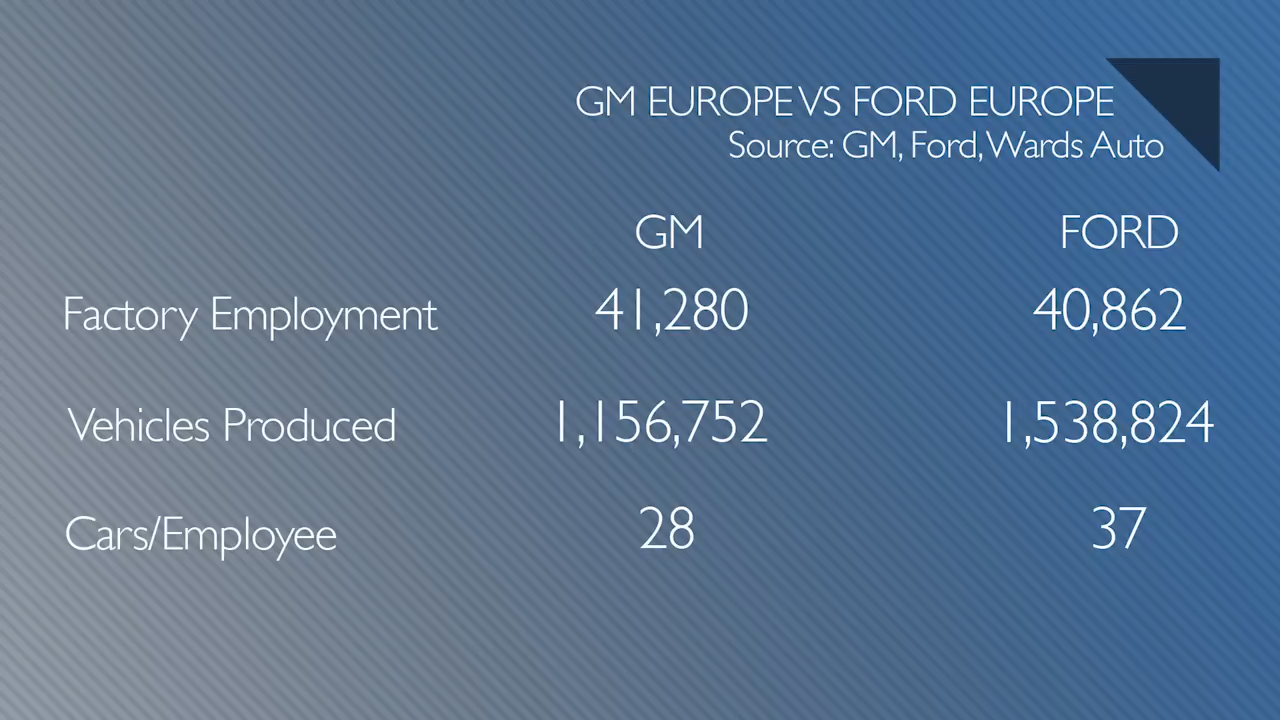 GM EUROPE VS FORD EUROPE
Source: GM, Ford, Wards Auto
GM FORD
Factory Employment 41,280 40,862
Vehicles Produced 1,156,752 1,538,824
Cars/Employee 28 37